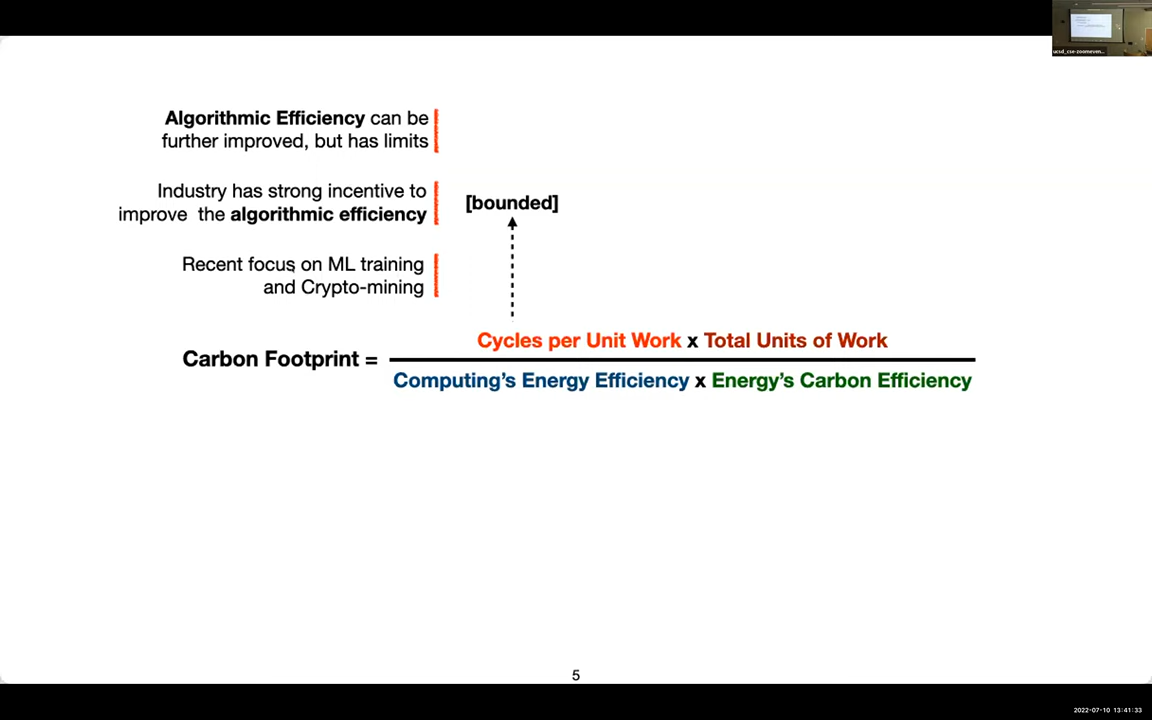 ucsd_cse-zoomeven...
Algorithmic Efficiency can be
further improved, but has limits
Industry has strong incentive to
improve the algorithmic efficiency
[bounded]
Recent focus on ML training
and Crypto-mining
Cycles per Unit Work x Total Units of Work
Carbon Footprint =
Computing's Energy Efficiency x Energy's Carbon Efficiency
5
2022-07-10 13:41:33